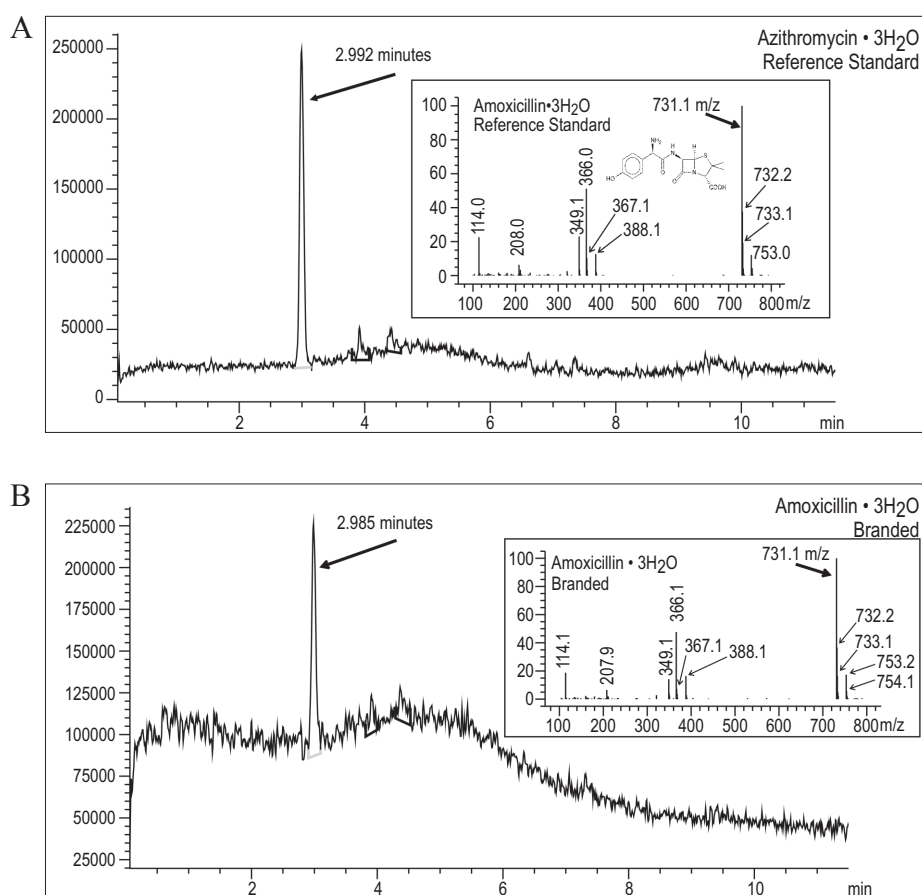 A
Azithromycin • 3H2O
Reference Standard
250000
200000
150000
100000
50000
0
2.992 minutes
2
4
6
8
10
min
Amoxicillin•3H2O
Reference Standard
100
80
60
40
20
0
114.0
208.0
349.1
366.0
367.1
388.1
731.1 m/z
732.2
733.1
753.0
100
200
300
400
500
600
700
800
m/z
NH2
H
N
H
S
HO
O
O
N
COOH
B
Amoxicillin • 3H2O
Branded
225000
200000
175000
150000
125000
100000
75000
50000
25000
2.985 minutes
2
4
6
8
10
min
Amoxicillin • 3H2O
Branded
100
80
60
40
20
0
114.1
207.9
349.1
366.1
367.1
388.1
731.1 m/z
732.2
733.1
753.2
754.1
100
200
300
400
500
600
700
800
m/z